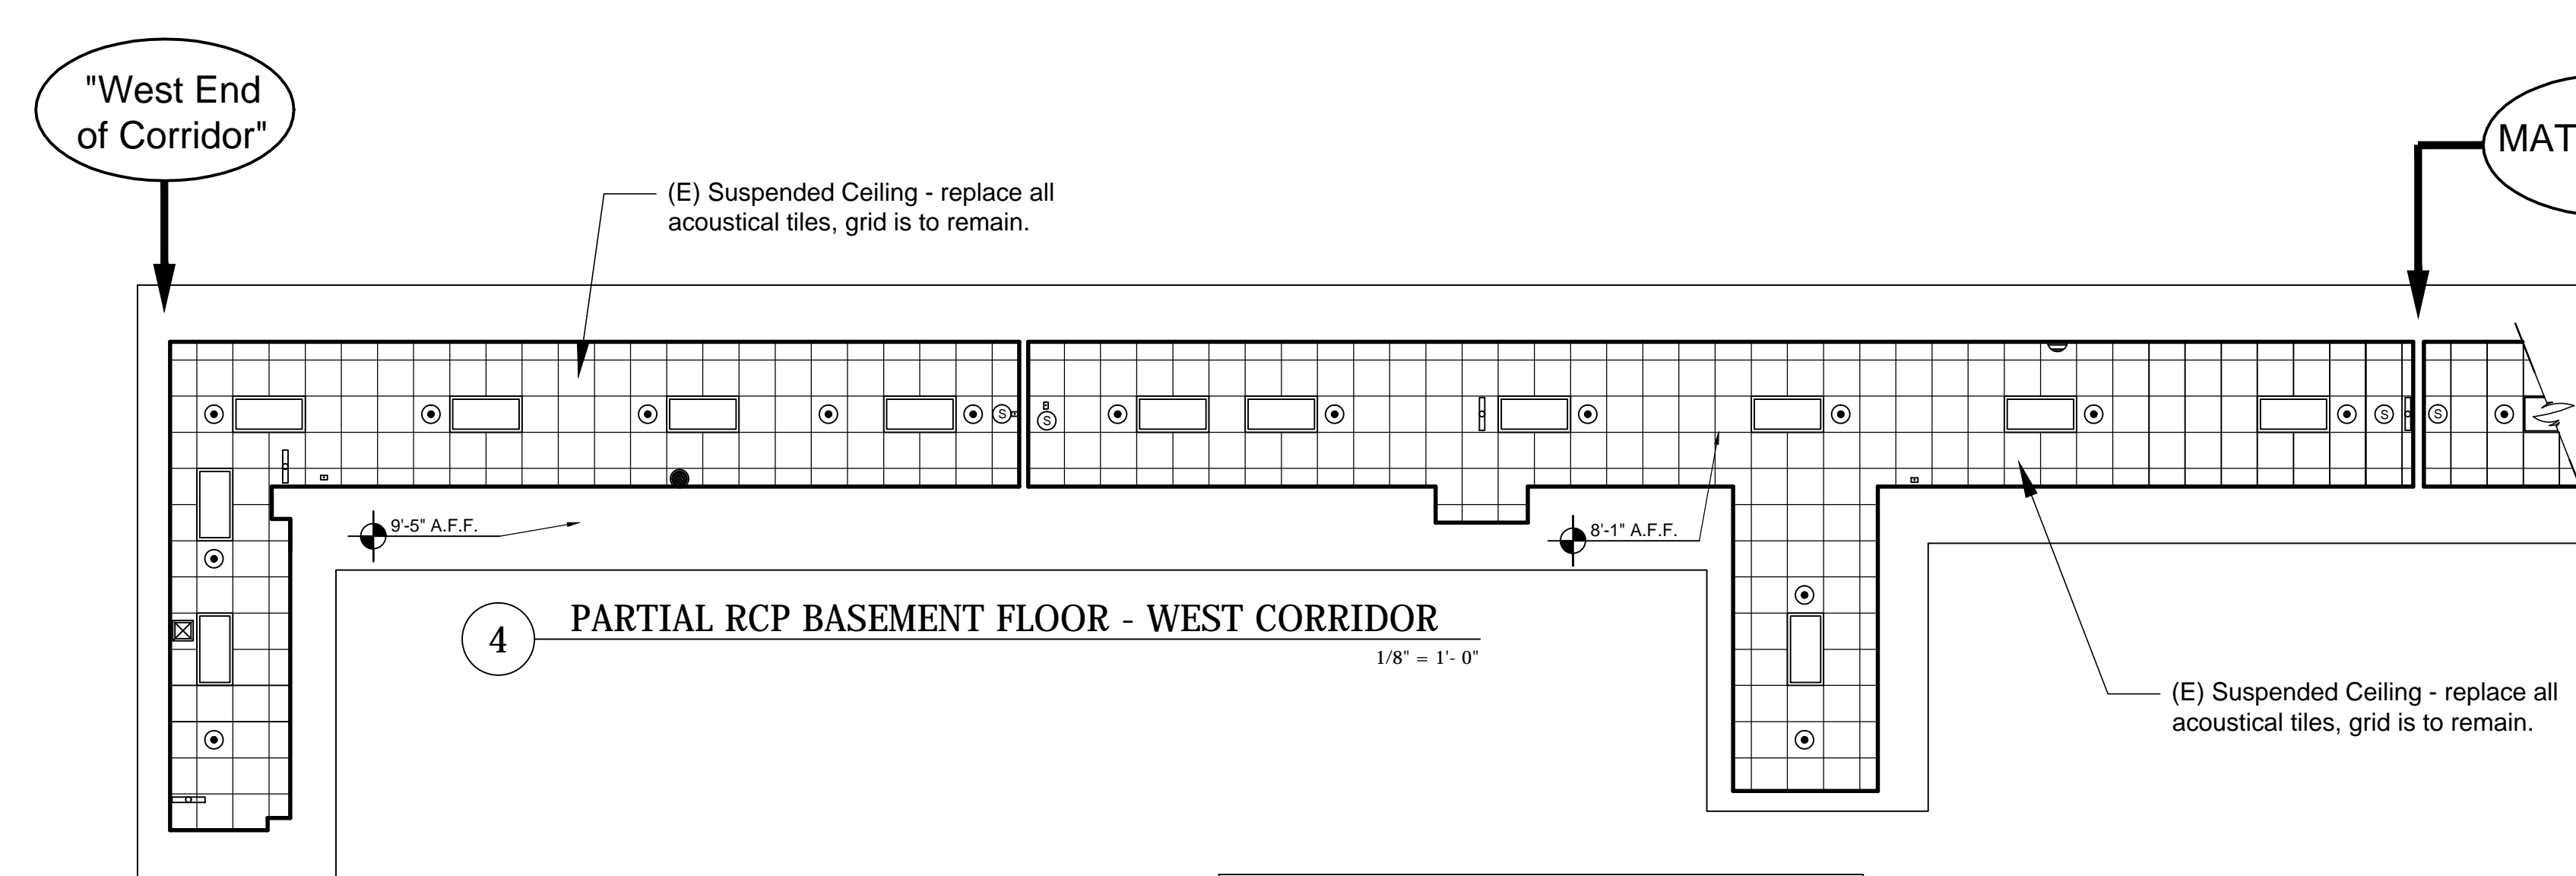 "West End
of Corridor"
MAT
(E) Suspended Ceiling - replace all
acoustical tiles, grid is to remain.
S
S
S
S
9'-5" A.F.F.
8'-1" A.F.F.
4
PARTIAL RCP BASEMENT FLOOR - WEST CORRIDOR
1/8" = 1'- 0"
(E) Suspended Ceiling - replace all
acoustical tiles, grid is to remain.